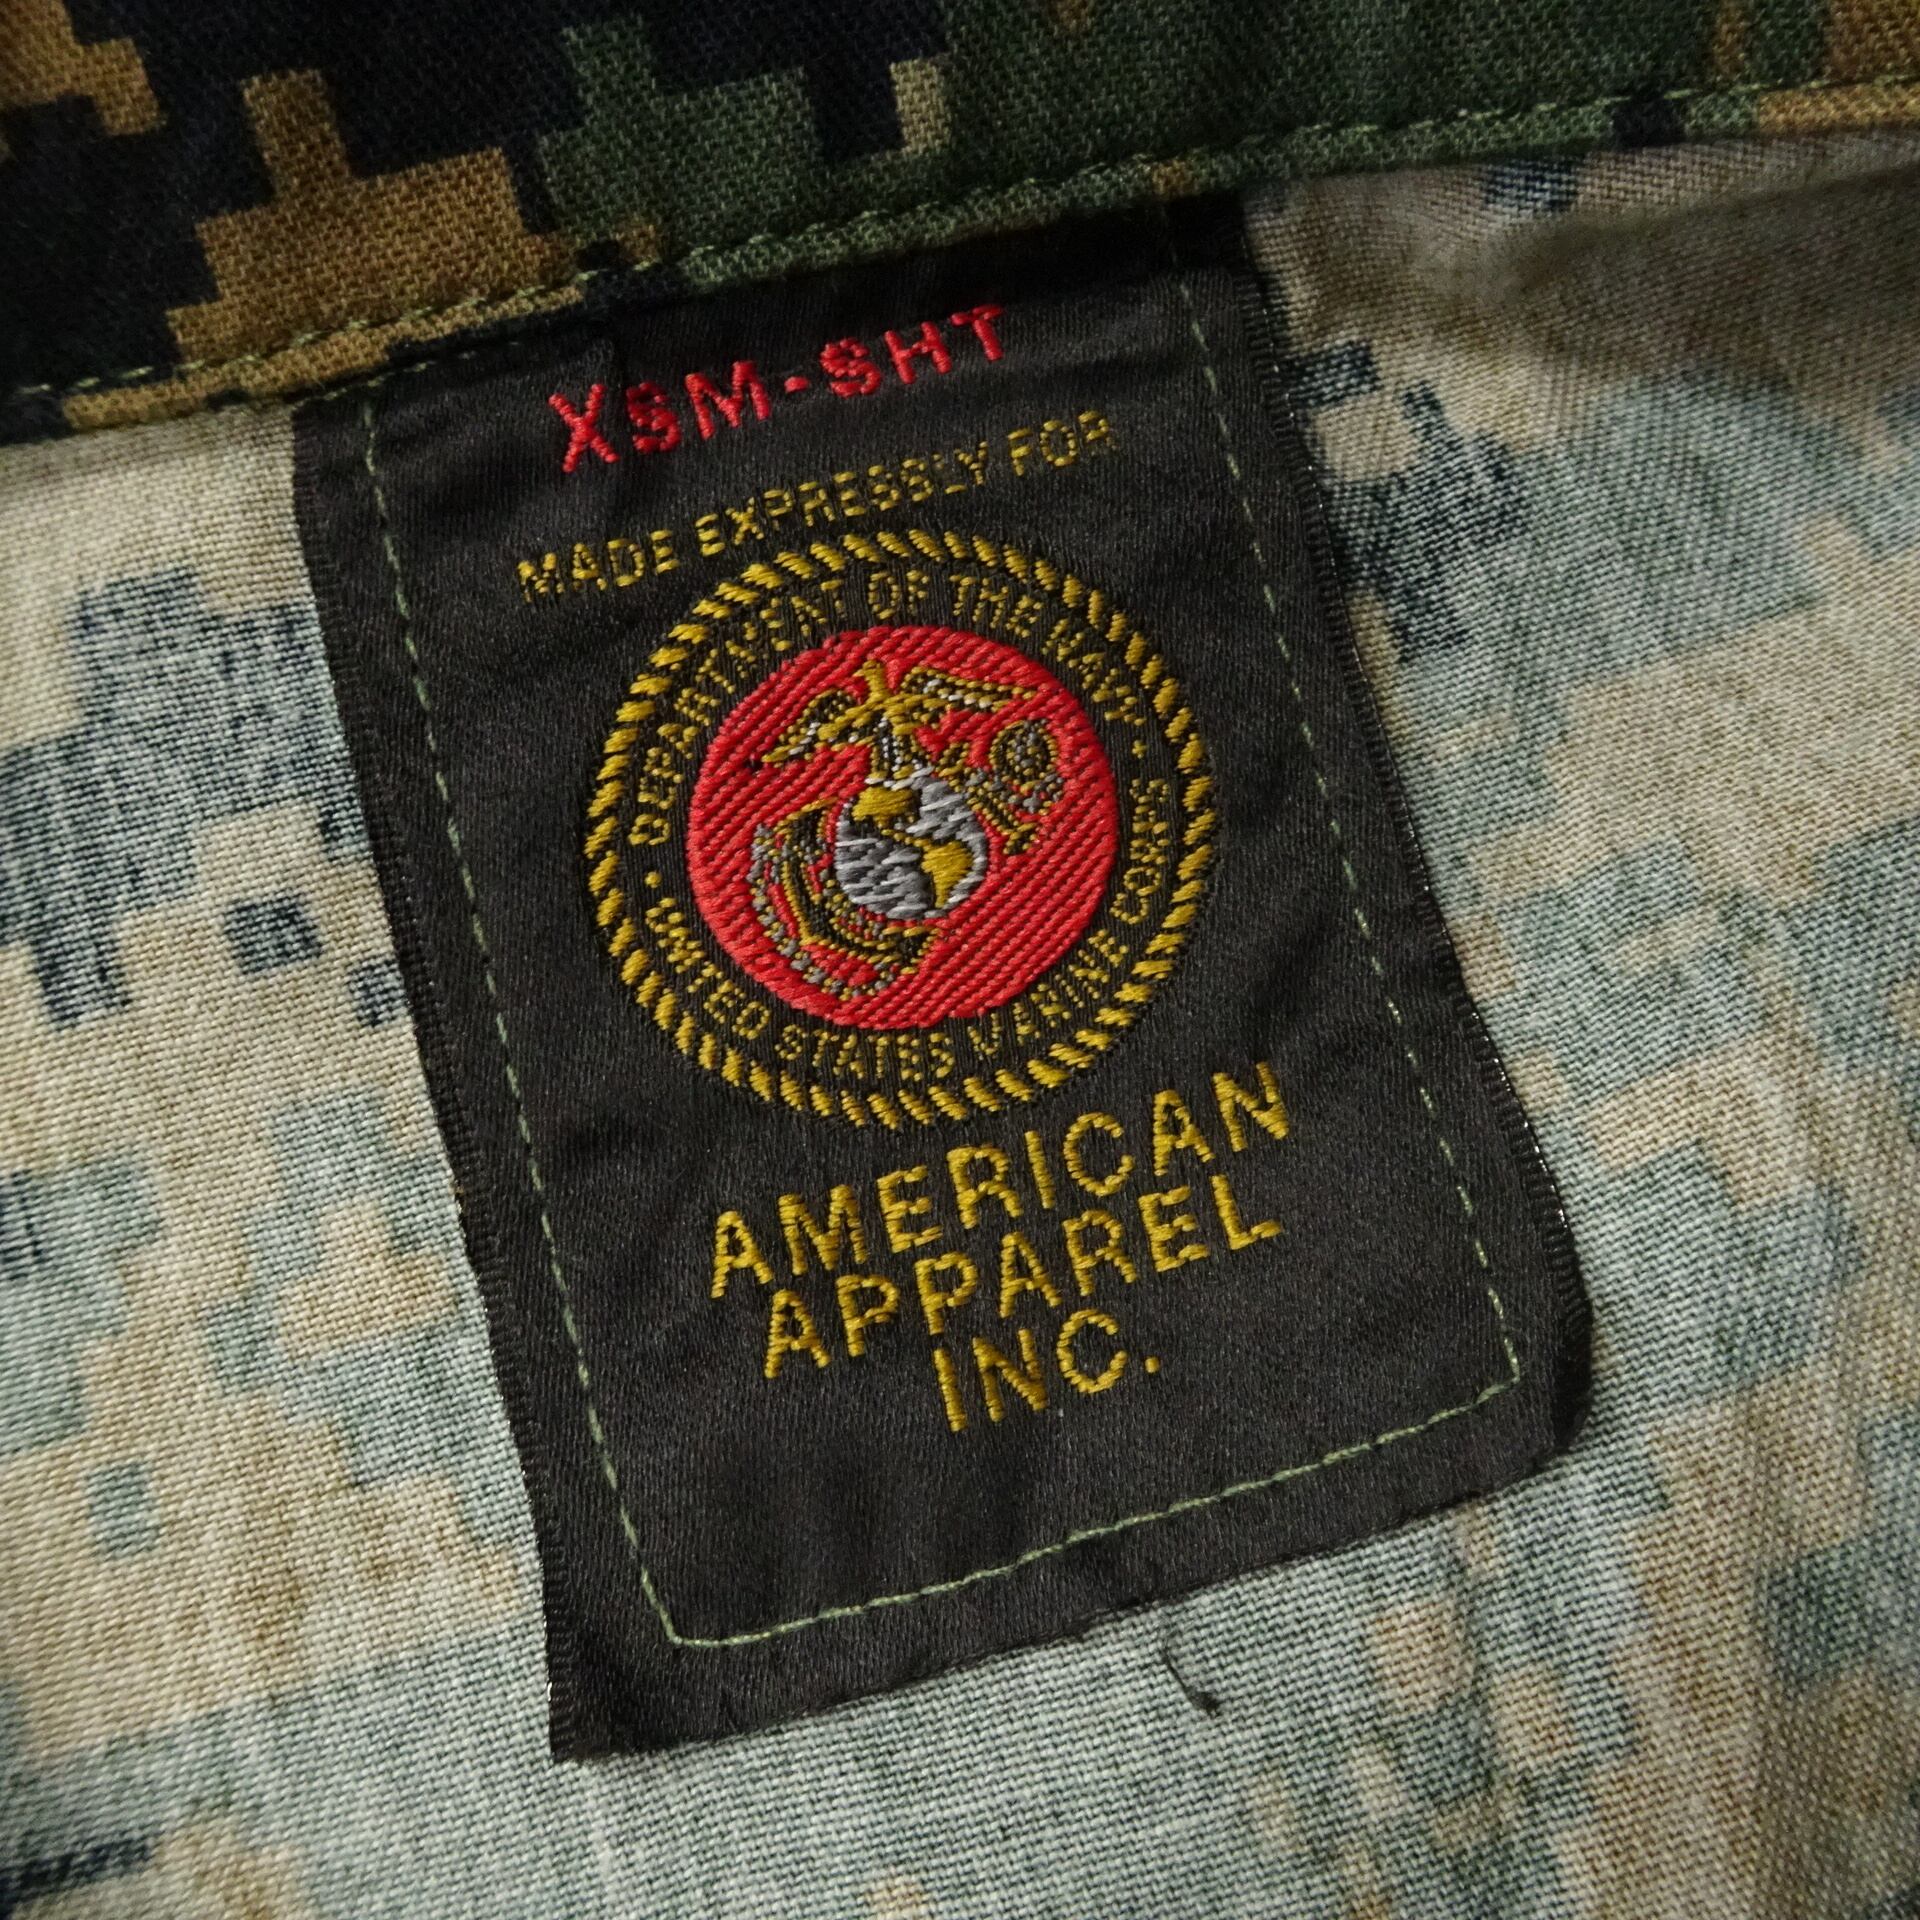 XSM-SHT
MADE EXPRESSLY FOR
DEPARTMENT OF THE NAVY
UNITED STATES MARINE CORPS
AMERICAN
APPAREL
INC.